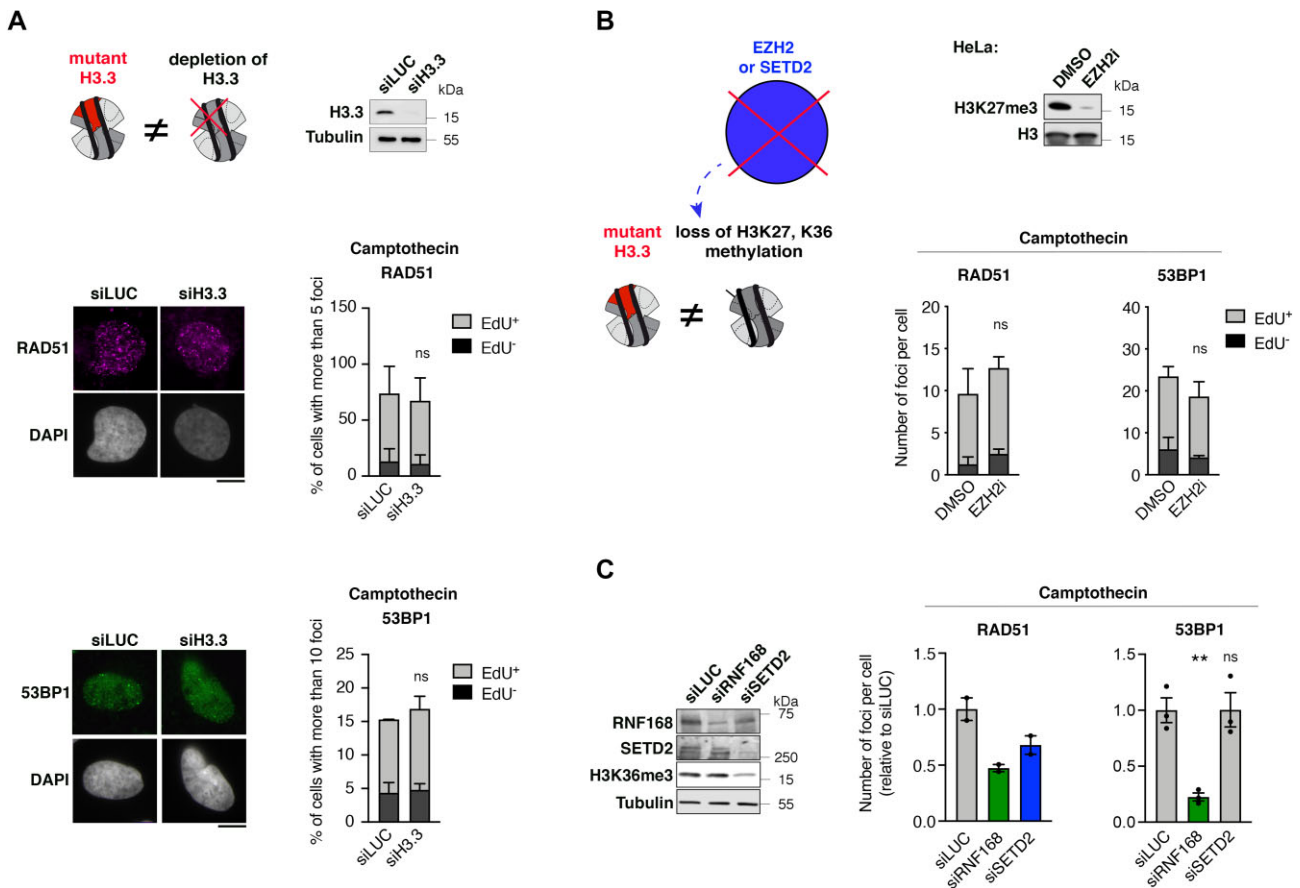 A
mutant
H3.3
≠
depletion of
H3.3
siLUC
siH3.3
kDa
H3.3
15
Tubulin
55
siLUC
siH3.3
RAD51
DAPI
Camptothecin
RAD51
% of cells with more than 5 foci
150
100
50
0
ns
EdU+
EdU-
siLUC
siH3.3
siLUC
siH3.3
53BP1
DAPI
Camptothecin
53BP1
% of cells with more than 10 foci
25
20
15
10
5
0
ns
EdU+
EdU-
siLUC
siH3.3
B
EZH2
or SETD2
mutant
H3.3
≠
loss of H3K27, K36
methylation
HeLa:
DMSO
EZH2i
kDa
H3K27me3
15
H3
15
Camptothecin
RAD51
Number of foci per cell
20
15
10
5
0
ns
DMSO
EZH2i
53BP1
40
30
20
10
0
ns
EdU+
EdU-
DMSO
EZH2i
C
siLUC
siRNF168
siSETD2
kDa
RNF168
75
SETD2
250
H3K36me3
15
Tubulin
55
Camptothecin
RAD51
Number of foci per cell
(relative to siLUC)
1.5
1.0
0.5
0.0
siLUC
siRNF168
siSETD2
53BP1
1.5
1.0
0.5
0.0
**
ns
siLUC
siRNF168
siSETD2